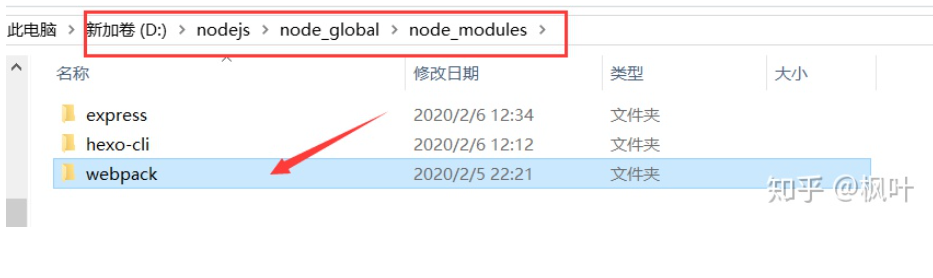 此电脑 > 新加卷 (D:) > nodejs > node_global > node_modules >
名称 修改日期 类型 大小
express 2020/2/6 12:34 文件夹
hexo-cli 2020/2/6 12:12 文件夹
webpack 2020/2/5 22:21 文件夹
知乎 @枫叶